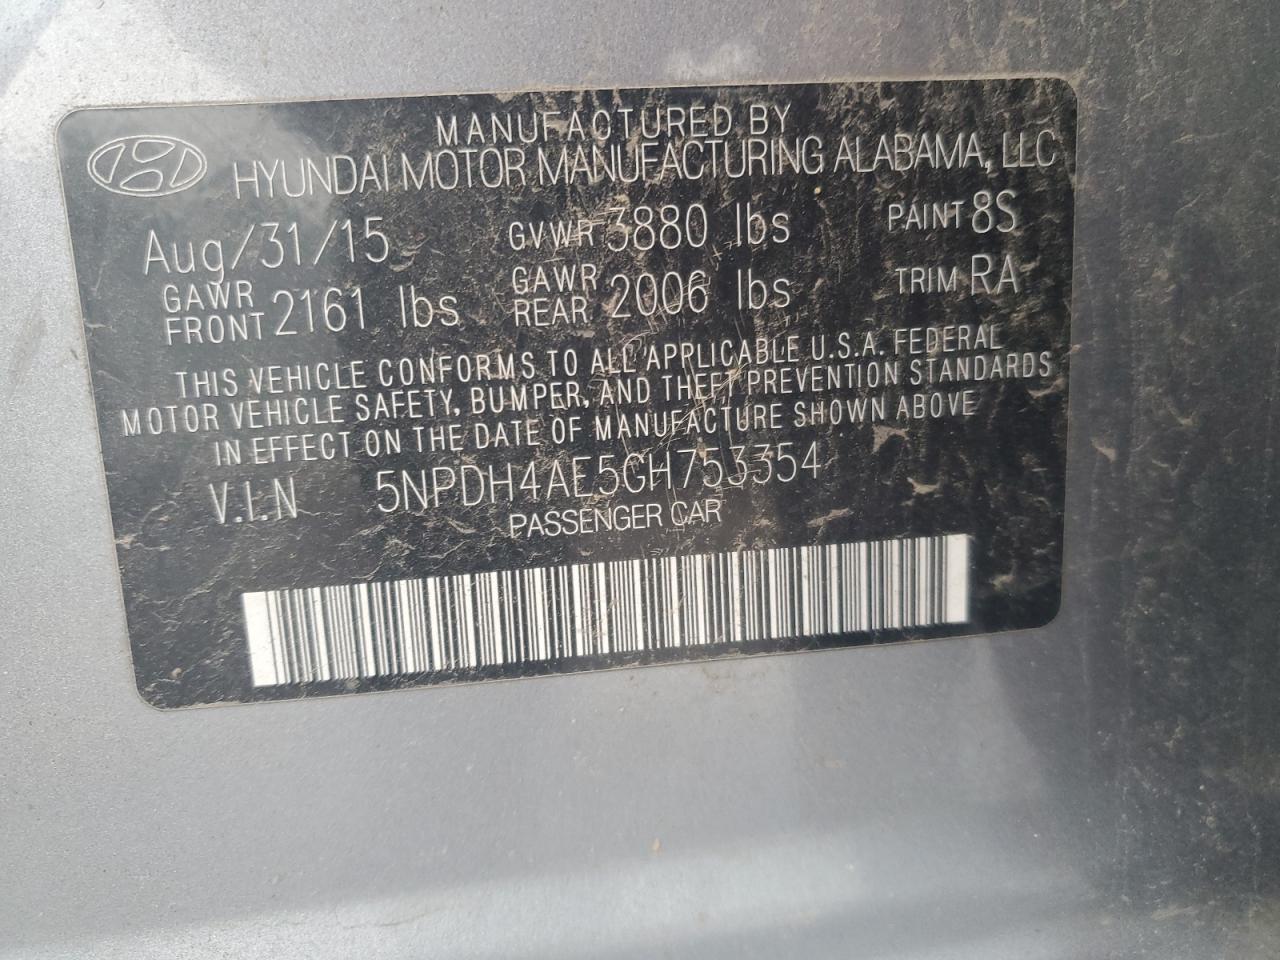 MANUFACTURED BY
HYUNDAI MOTOR MANUFACTURING ALABAMA, LLC
Aug/31/15 GVWR 3880 lbs PAINT 8S
GAWR FRONT 2161 lbs GAWR REAR 2006 lbs TRIM RA
THIS VEHICLE CONFORMS TO ALL APPLICABLE U.S.A. FEDERAL
MOTOR VEHICLE SAFETY, BUMPER, AND THEFT PREVENTION STANDARDS
IN EFFECT ON THE DATE OF MANUFACTURE SHOWN ABOVE
V.I.N 5NPDH4AE5GH753354
PASSENGER CAR